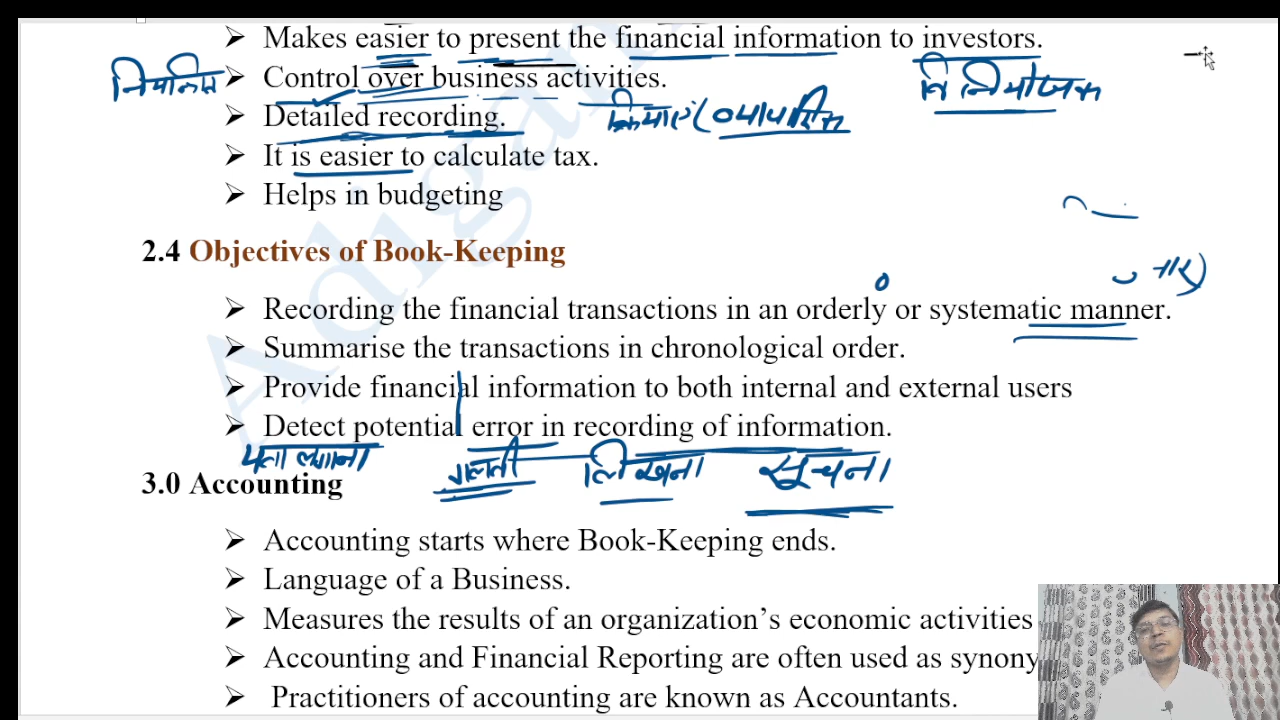 ➢ Makes easier to present the financial information to investors.
नियंत्रित ➢ Control over business activities. विनियोजक
➢ Detailed recording. क्रियाएं (व्यापारिक
➢ It is easier to calculate tax.
➢ Helps in budgeting
2.4 Objectives of Book-Keeping
➢ Recording the financial transactions in an orderly or systematic manner.
➢ Summarise the transactions in chronological order.
➢ Provide financial information to both internal and external users
➢ Detect potential error in recording of information.
पता लगाना गलती लिखना सूचना
3.0 Accounting
➢ Accounting starts where Book-Keeping ends.
➢ Language of a Business.
➢ Measures the results of an organization’s economic activities
➢ Accounting and Financial Reporting are often used as synony
➢ Practitioners of accounting are known as Accountants.